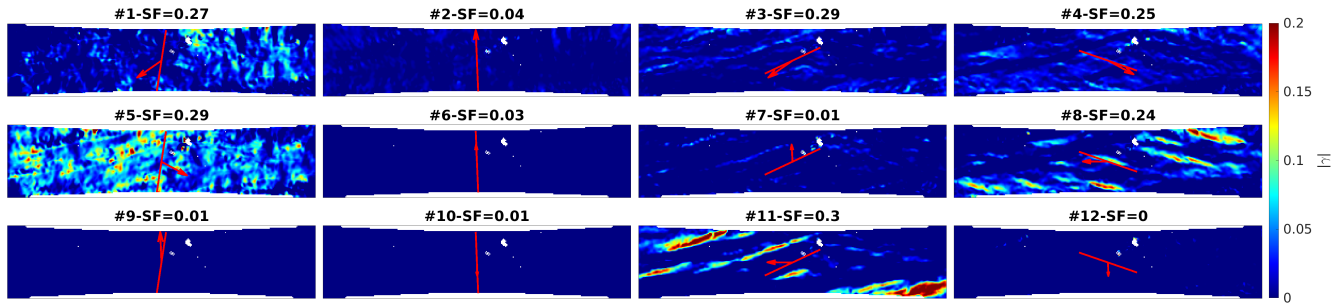 #1-SF=0.27
#2-SF=0.04
#3-SF=0.29
#4-SF=0.25
#5-SF=0.29
#6-SF=0.03
#7-SF=0.01
#8-SF=0.24
#9-SF=0.01
#10-SF=0.01
#11-SF=0.3
#12-SF=0
0.2
0.15
0.1
0.05
0
|γ|